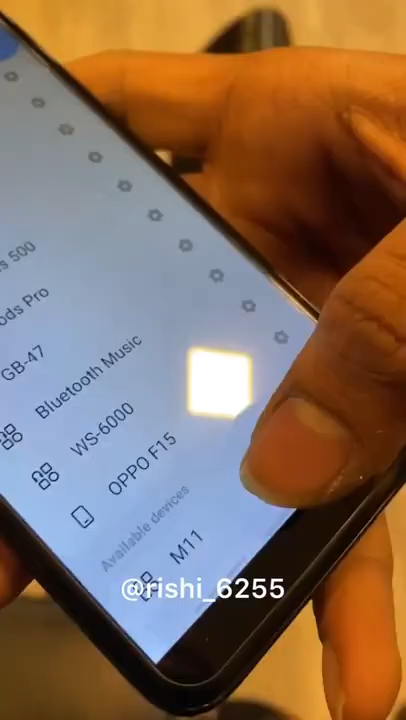 s 500
ods Pro
GB-47
Bluetooth Music
WS-6000
OPPO F15
Available devices
M11
@rishi_6255